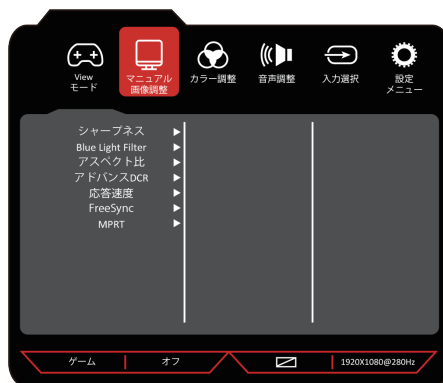 View
モード
マニュアル
画像調整
カラー調整
音声調整
入力選択
設定
メニュー
シャープネス
Blue Light Filter
アスペクト比
アドバンスDCR
応答速度
FreeSync
MPRT
ゲーム
オフ
1920X1080@280Hz